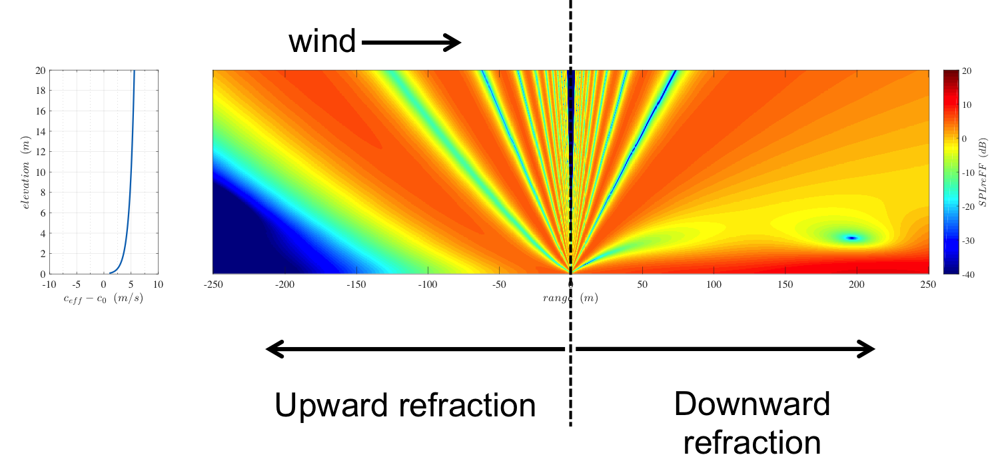 wind
20
18
16
14
12
10
8
6
4
2
0
elevation (m)
-10 -5 0 5 10
c_eff − c_0 (m/s)
-250 -200 -150 -100 -50 0 50 100 150 200 250
range (m)
20
10
0
-10
-20
-30
-40
SPLreFF (dB)
Upward refraction
Downward
refraction